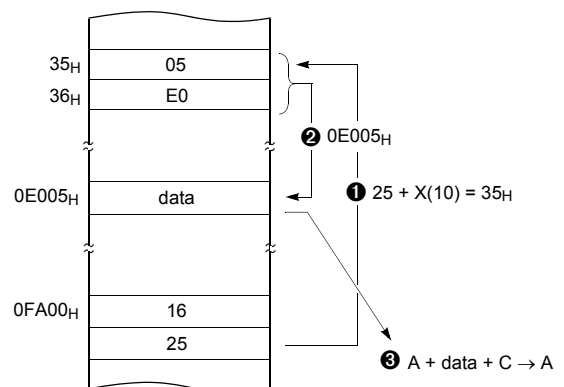 35H 05
36H E0
❷ 0E005H
0E005H data ❶ 25 + X(10) = 35H
0FA00H 16
25
❸ A + data + C → A